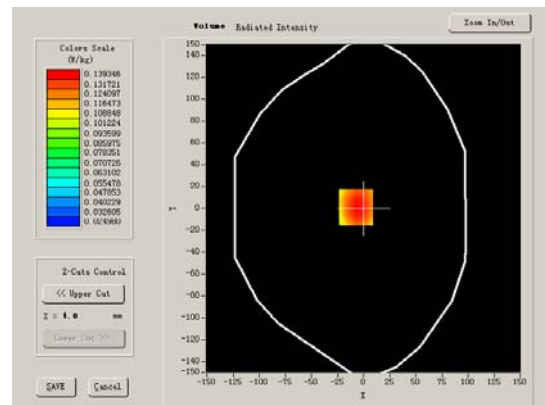 Volume Radiated Intensity
Zoom In/Out
Colors Scale
(W/kg)
0.139346
0.131721
0.124097
0.116473
0.108848
0.101224
0.093599
0.085975
0.078351
0.070726
0.063102
0.055478
0.047853
0.040229
0.032605
Z-Cuts Control
<< Upper Cut
mm
Lower Cut >>
SAVE
Cancel
150
140
120
100
80
60
40
20
0
-20
-40
-60
-80
-100
-120
-140
-150
Y
-150 -125 -100 -75 -50 -25 0 25 50 75 100 125 150
X